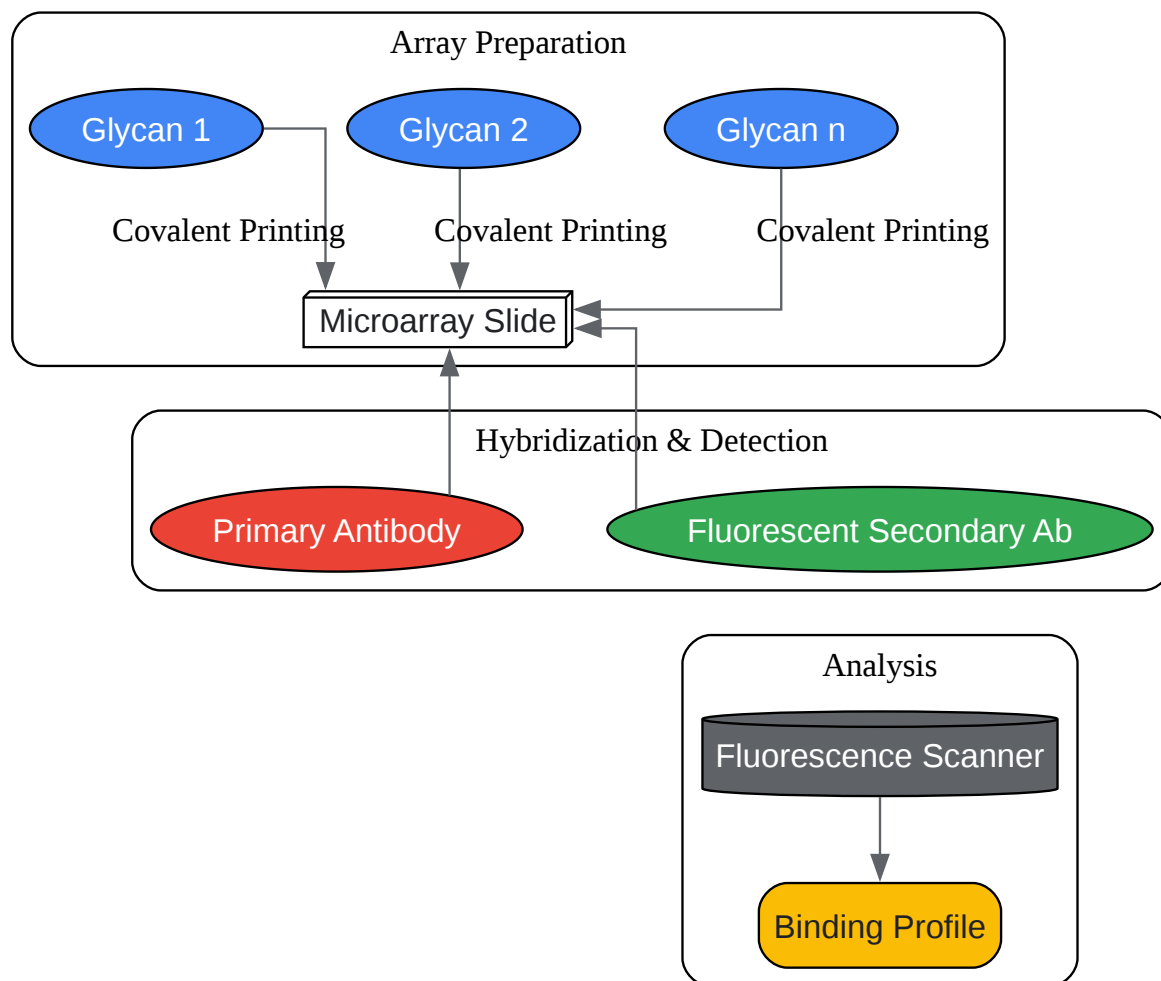 Array Preparation
Glycan 1
Glycan 2
Glycan n
Covalent Printing
Covalent Printing
Covalent Printing
Microarray Slide
Hybridization & Detection
Primary Antibody
Fluorescent Secondary Ab
Analysis
Fluorescence Scanner
Binding Profile